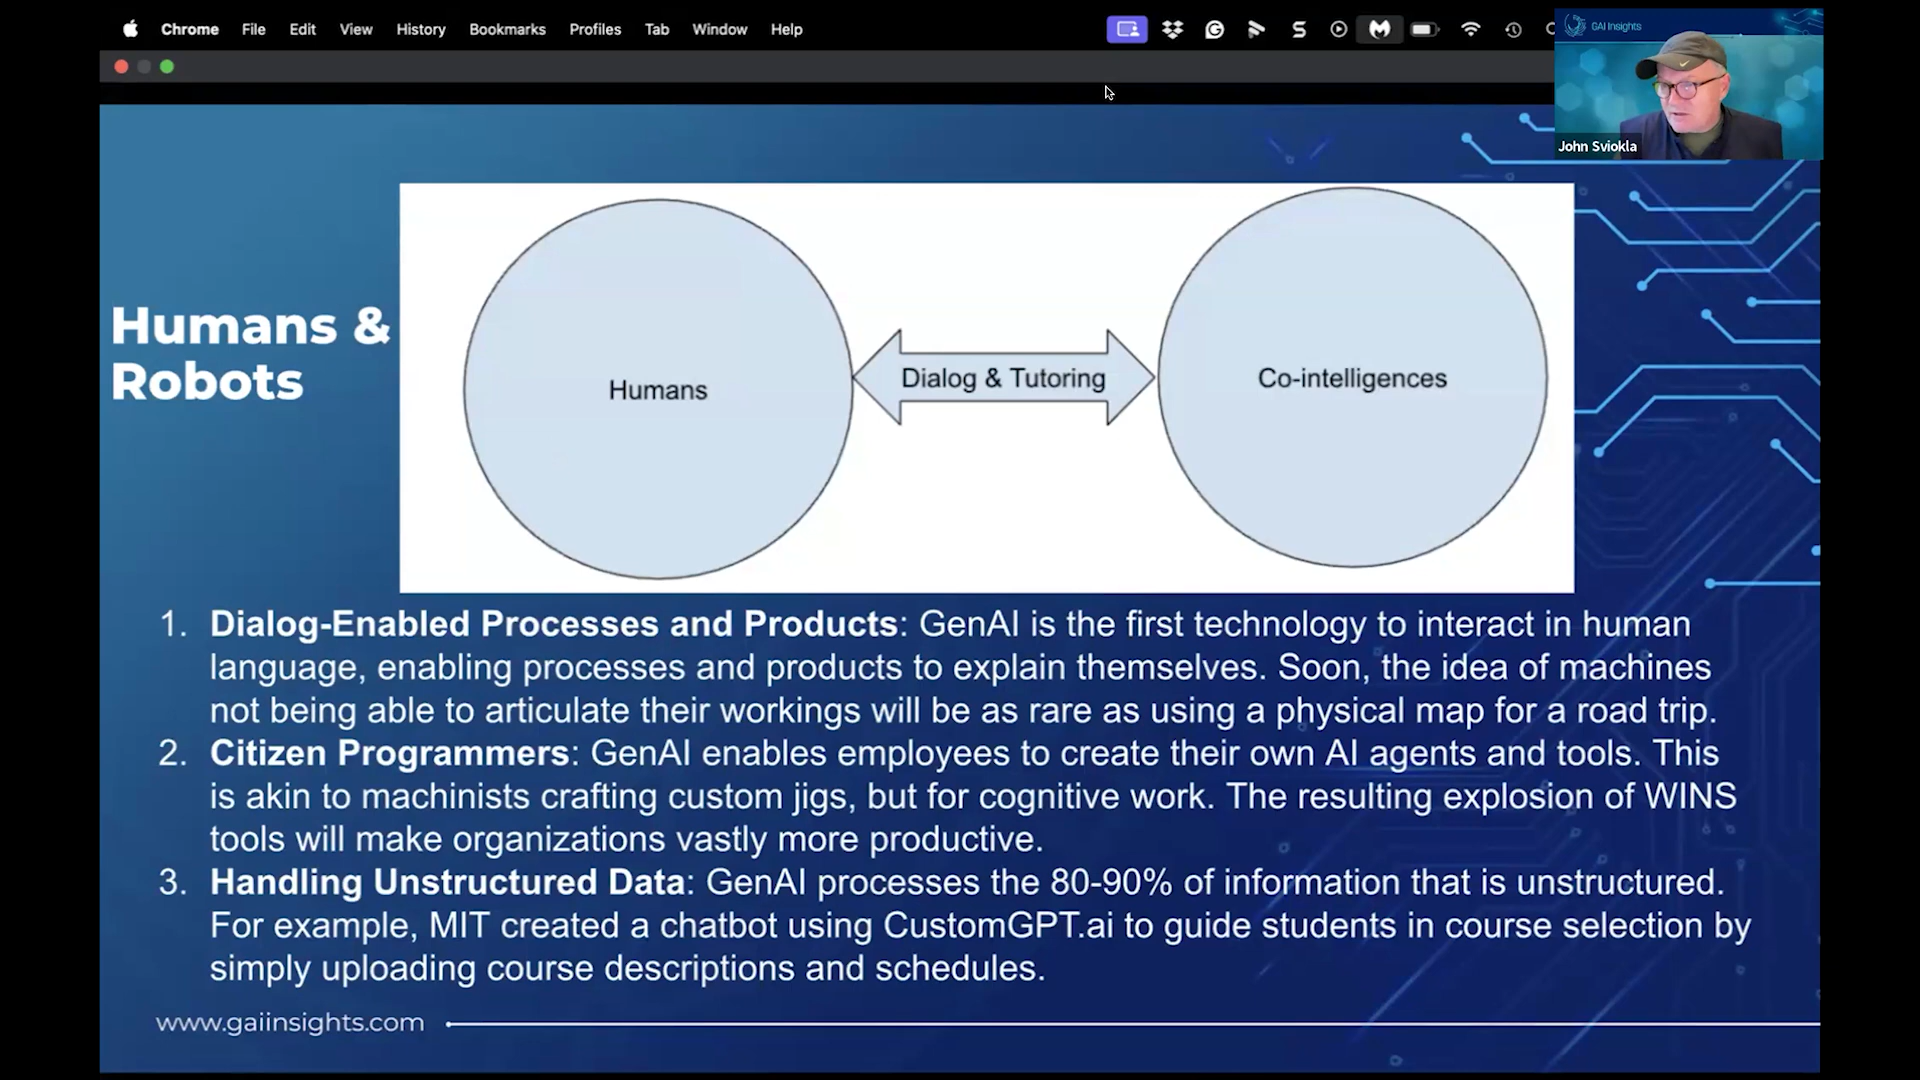 Chrome File Edit View History Bookmarks Profiles Tab Window Help
GAI Insights
John Sviokla
Humans &
Robots
Humans
Dialog & Tutoring
Co-intelligences
1. Dialog-Enabled Processes and Products: GenAI is the first technology to interact in human
language, enabling processes and products to explain themselves. Soon, the idea of machines
not being able to articulate their workings will be as rare as using a physical map for a road trip.
2. Citizen Programmers: GenAI enables employees to create their own AI agents and tools. This
is akin to machinists crafting custom jigs, but for cognitive work. The resulting explosion of WINS
tools will make organizations vastly more productive.
3. Handling Unstructured Data: GenAI processes the 80-90% of information that is unstructured.
For example, MIT created a chatbot using CustomGPT.ai to guide students in course selection by
simply uploading course descriptions and schedules.
www.gaiinsights.com